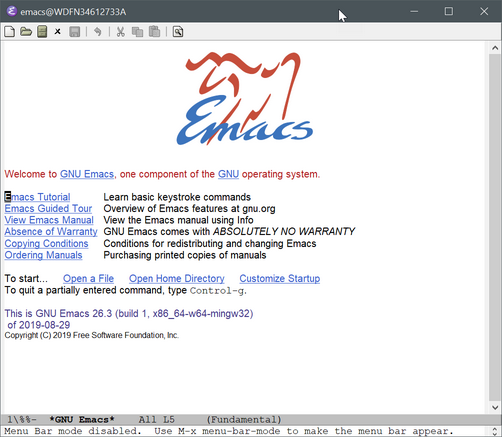 emacs@WDFN34612733A
Emacs
Welcome to GNU Emacs, one component of the GNU operating system.
Emacs Tutorial Learn basic keystroke commands
Emacs Guided Tour Overview of Emacs features at gnu.org
View Emacs Manual View the Emacs manual using Info
Absence of Warranty GNU Emacs comes with ABSOLUTELY NO WARRANTY
Copying Conditions Conditions for redistributing and changing Emacs
Ordering Manuals Purchasing printed copies of manuals
To start... Open a File Open Home Directory Customize Startup
To quit a partially entered command, type Control-g.
This is GNU Emacs 26.3 (build 1, x86_64-w64-mingw32)
of 2019-08-29
Copyright (C) 2019 Free Software Foundation, Inc.
1\%%- *GNU Emacs* All L5 (Fundamental)
Menu Bar mode disabled. Use M-x menu-bar-mode to make the menu bar appear.